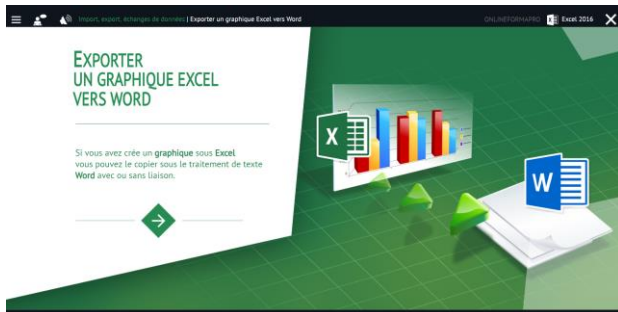 Import, export, échanges de données | Exporter un graphique Excel vers Word
ONLINEFORMAPRO
Excel 2016
EXPORTER
UN GRAPHIQUE EXCEL
VERS WORD
Si vous avez crée un graphique sous Excel
vous pouvez le copier sous le traitement de texte
Word avec ou sans liaison.
X
W